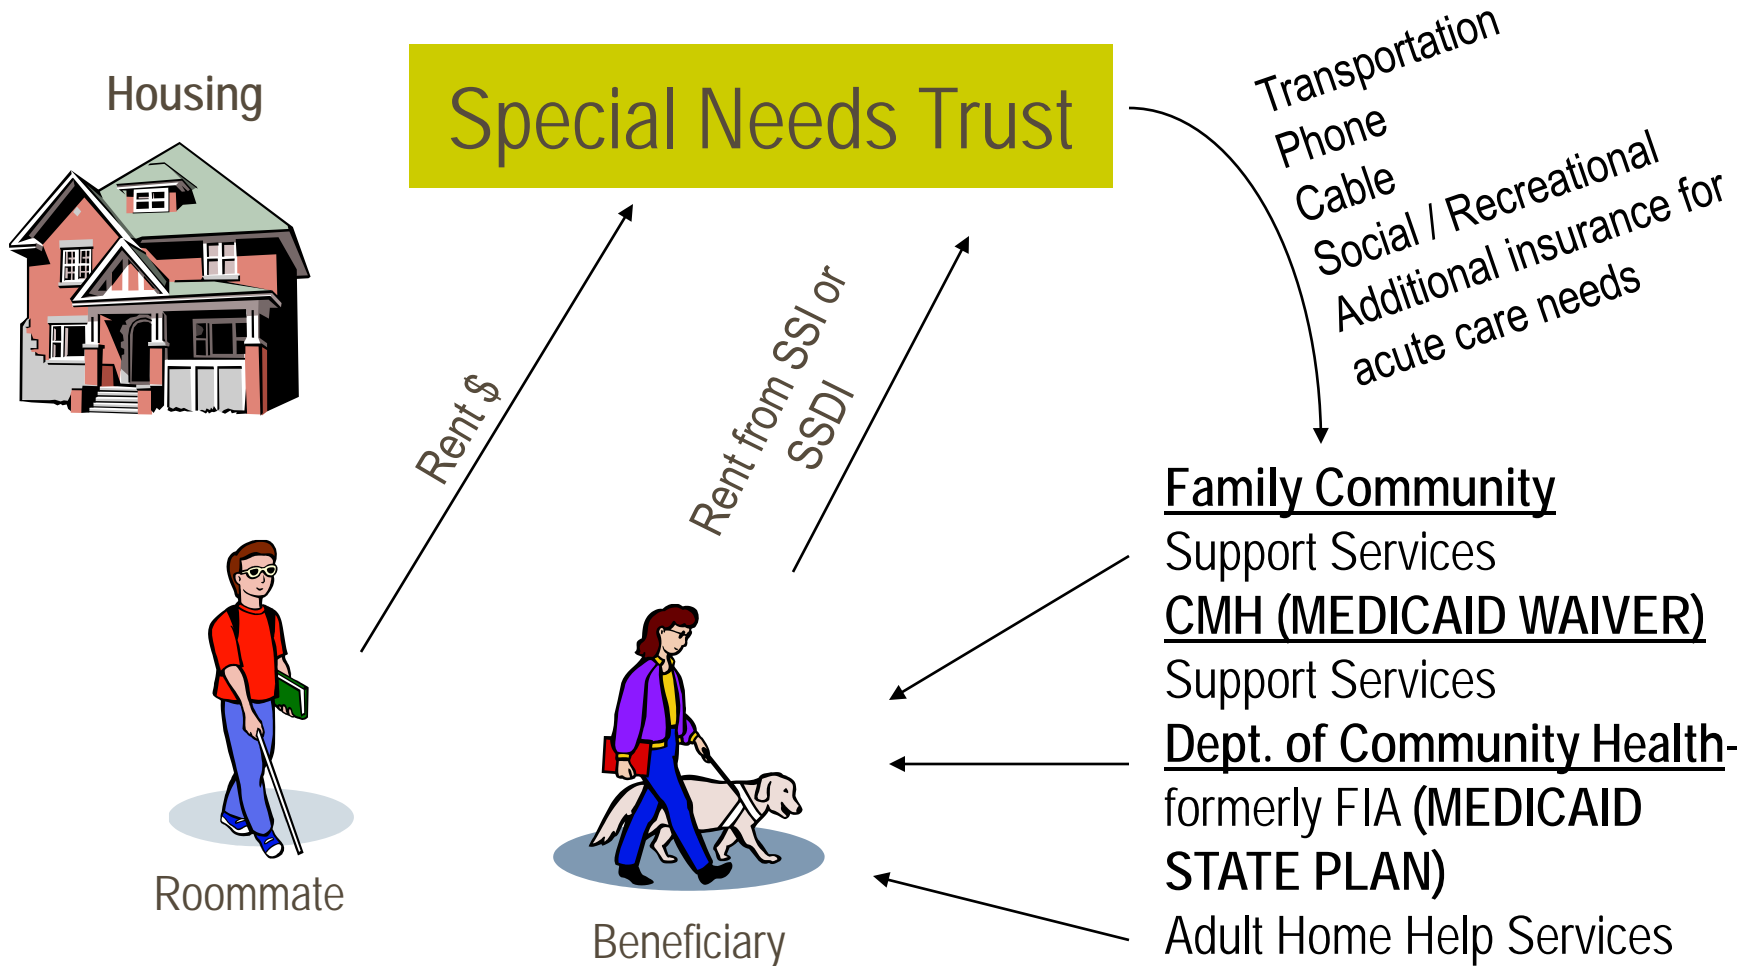 Housing
Special Needs Trust
Transportation
Phone
Cable
Social / Recreational
Additional insurance for
acute care needs
Rent $
Rent from SSI or
SSDI
Family Community
Support Services
CMH (MEDICAID WAIVER)
Support Services
Dept. of Community Health-
formerly FIA (MEDICAID
STATE PLAN)
Adult Home Help Services
Roommate
Beneficiary